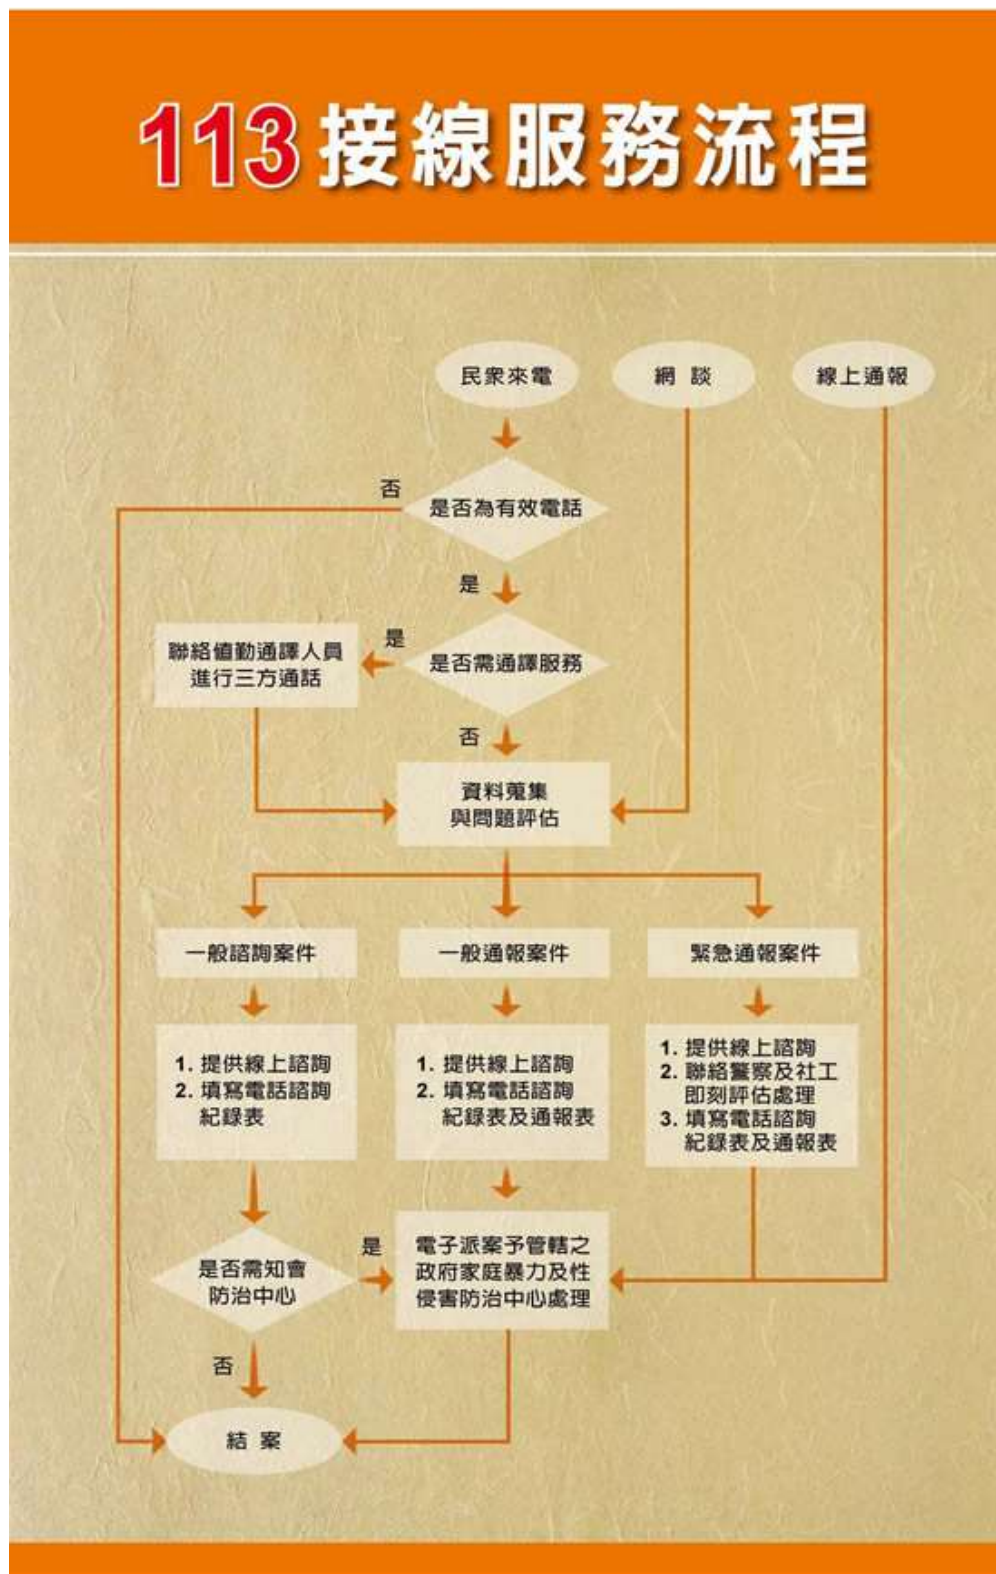 113接線服務流程
民眾來電
網 談
線上通報
否
是否為有效電話
是
聯絡值勤通譯人員
進行三方通話
是
是否需通譯服務
否
資料蒐集
與問題評估
一般諮詢案件
一般通報案件
緊急通報案件
1. 提供線上諮詢
2. 填寫電話諮詢
紀錄表
1. 提供線上諮詢
2. 填寫電話諮詢
紀錄表及通報表
1. 提供線上諮詢
2. 聯絡警察及社工
即刻評估處理
3. 填寫電話諮詢
紀錄表及通報表
是否需知會
防治中心
是
電子派案予管轄之
政府家庭暴力及性
侵害防治中心處理
否
結 案